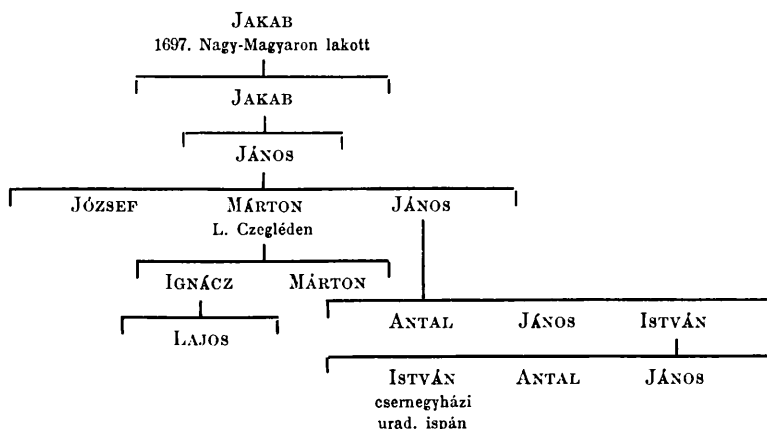 JAKAB
1697. Nagy-Magyaron lakott
JAKAB
JÁNOS
JÓZSEF MÁRTON JÁNOS
L. Czegléden
IGNÁCZ MÁRTON
ANTAL JÁNOS ISTVÁN
LAJOS
ISTVÁN ANTAL JÁNOS
csernegyházi
urad. ispán